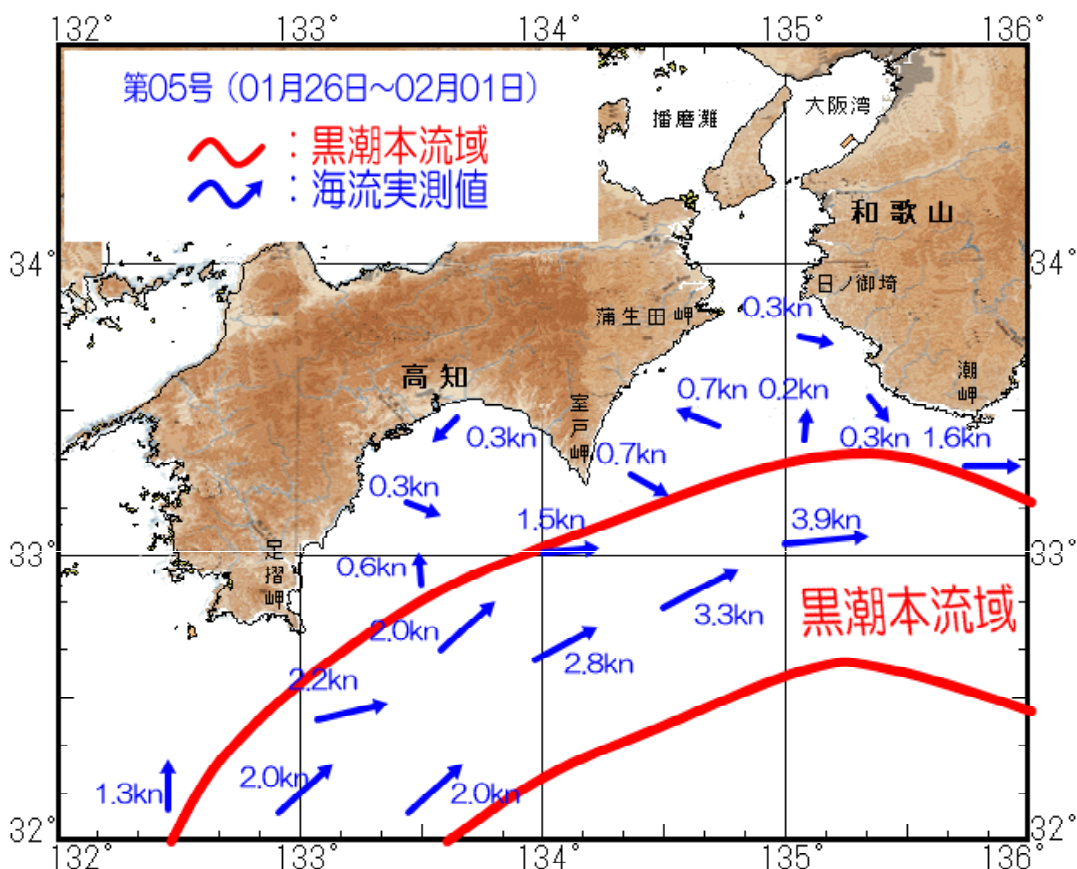 132° 133° 134° 135° 136°
第05号（01月26日～02月01日）
：黒潮本流域
：海流実測値
播磨灘
大阪湾
和歌山
34° 34°
日ノ御埼
0.3kn
蒲生田岬
潮岬
高知
室戸岬
0.7kn 0.2kn
0.3kn
0.3kn 1.6kn
0.7kn
0.3kn
1.5kn
3.9kn
33° 33°
足摺岬
0.6kn
黒潮本流域
3.3kn
2.0kn
2.8kn
2.2kn
2.0kn
1.3kn
2.0kn
32° 32°
132° 133° 134° 135° 136°